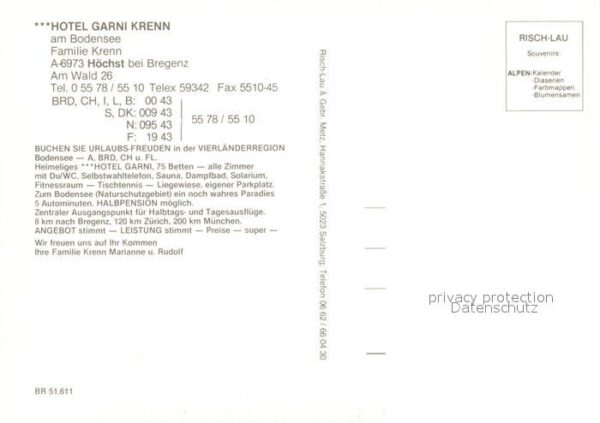 ***HOTEL GARNI KRENN
am Bodensee
Familie Krenn
A-6973 Höchst bei Bregenz
Am Wald 26
Tel. 0 55 78 / 55 10 Telex 59342 Fax 5510-45
BRD, CH, I, L, B: 00 43
S, DK: 009 43
N: 095 43
F: 19 43
55 78 / 55 10
BUCHEN SIE URLAUBS-FREUDEN in der VIERLÄNDERREGION
Bodensee — A, BRD, CH u. FL.
Heimeliges ***HOTEL GARNI, 75 Betten — alle Zimmer
mit Du/WC, Selbstwahltelefon, Sauna, Dampfbad, Solarium,
Fitnessraum — Tischtennis — Liegewiese, eigener Parkplatz.
Zum Bodensee (Naturschutzgebiet) ein noch wahres Paradies
5 Autominuten. HALBPENSION möglich.
Zentraler Ausgangspunkt für Halbtags- und Tagesausflüge.
8 km nach Bregenz, 120 km Zürich, 200 km München.
ANGEBOT stimmt — LEISTUNG stimmt — Preise — super —
Wir freuen uns auf Ihr Kommen
Ihre Familie Krenn Marianne u. Rudolf
BR 51.611
Risch-Lau & Gebr. Metz, Hannakstraße 1, 5023 Salzburg, Telefon 06 62 / 66 04 30
RISCH-LAU
Souvenirs:
ALPEN-Kalender
-Diaserien
-Farbmappen
-Blumensamen
privacy protection
Datenschutz